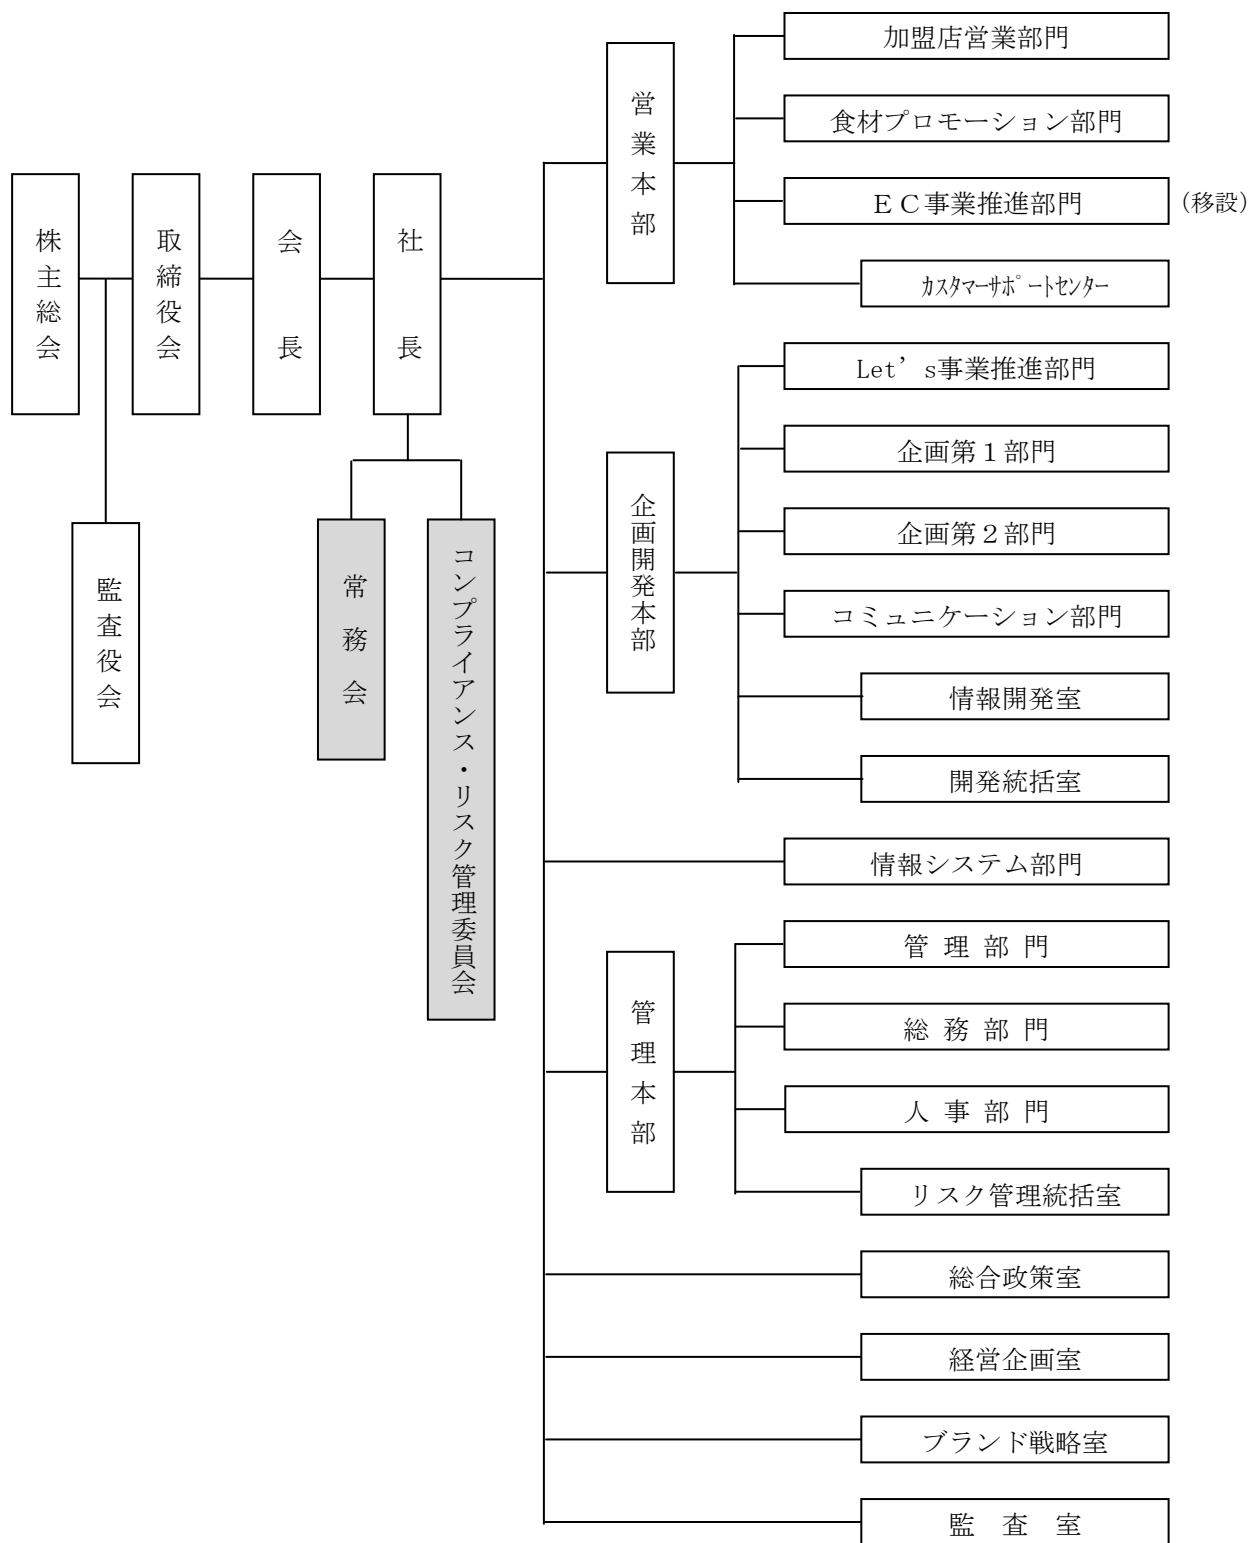 株主総会
取締役会
会長
社長
監査役会
常務会
コンプライアンス・リスク管理委員会
営業本部
加盟店営業部門
食材プロモーション部門
ＥＣ事業推進部門
（移設）
ｶｽﾀﾏｰｻﾎﾟｰﾄｾﾝﾀｰ
企画開発本部
Let’s事業推進部門
企画第１部門
企画第２部門
コミュニケーション部門
情報開発室
開発統括室
情報システム部門
管理本部
管 理 部 門
総 務 部 門
人 事 部 門
リスク管理統括室
総合政策室
経営企画室
ブランド戦略室
監　査　室